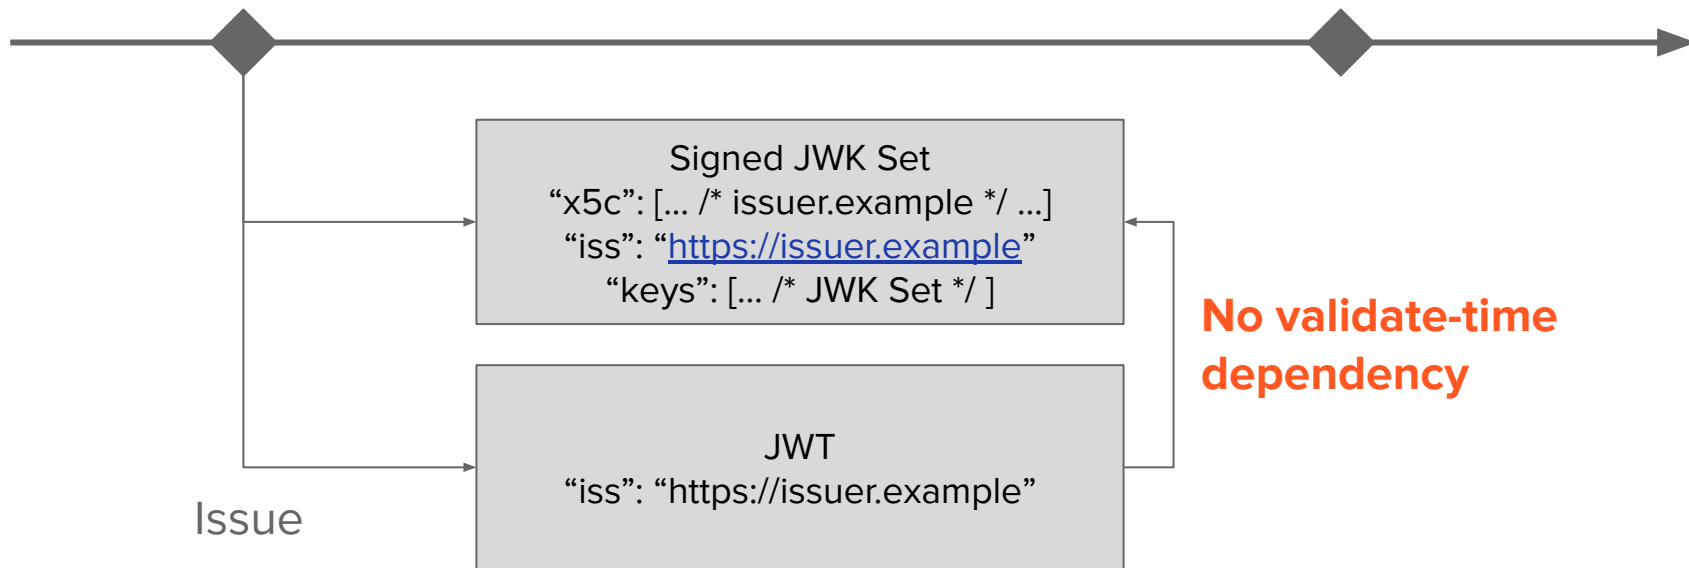 Signed JWK Set
“x5c”: [... /* issuer.example */ ...]
“iss”: “https://issuer.example”
“keys”: [... /* JWK Set */ ]
No validate-time
dependency
JWT
“iss”: “https://issuer.example”
Issue